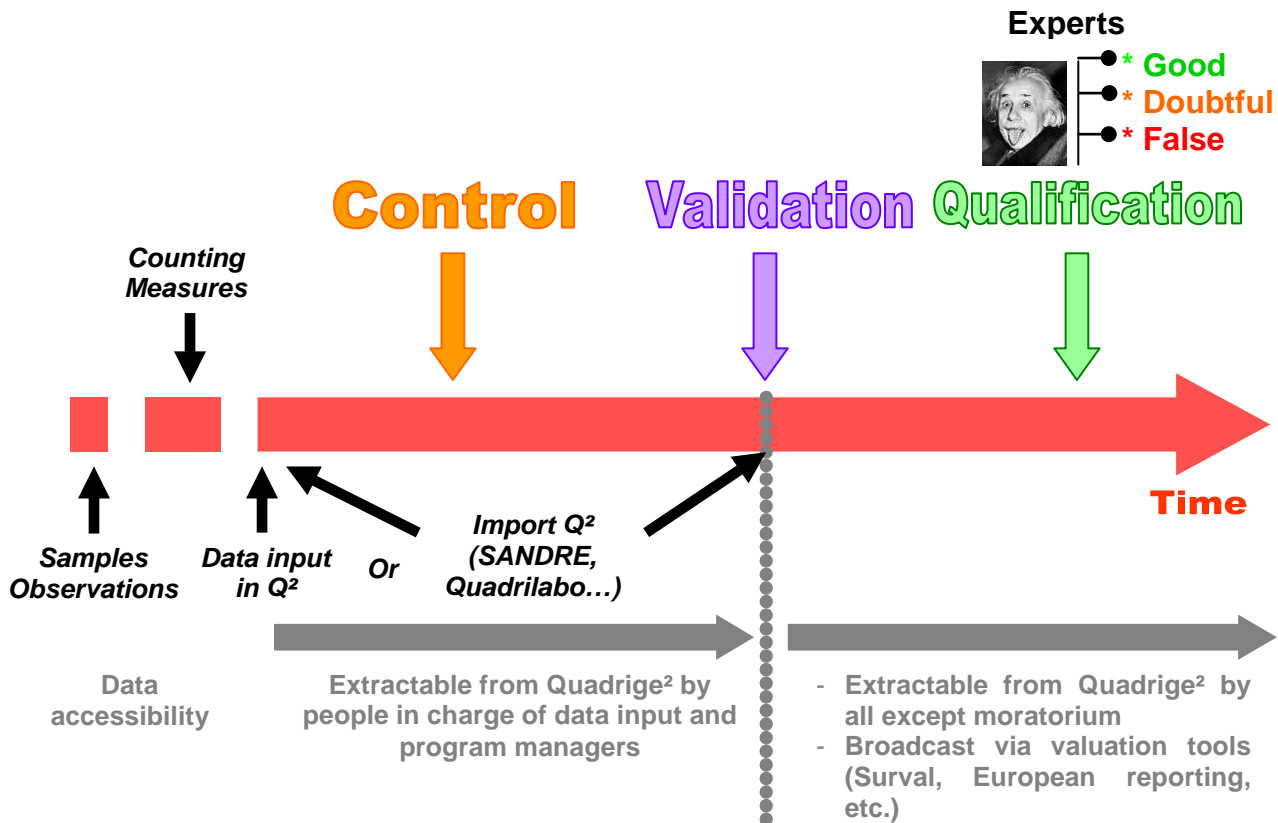 Experts
* Good
* Doubtful
* False
Control
Validation
Qualification
Counting
Measures
Time
Samples
Observations
Data input
in Q²
Or
Import Q²
(SANDRE,
Quadrilabo…)
Data
accessibility
Extractable from Quadrige² by
people in charge of data input and
program managers
- Extractable from Quadrige² by
all except moratorium
- Broadcast via valuation tools
(Surval, European reporting,
etc.)